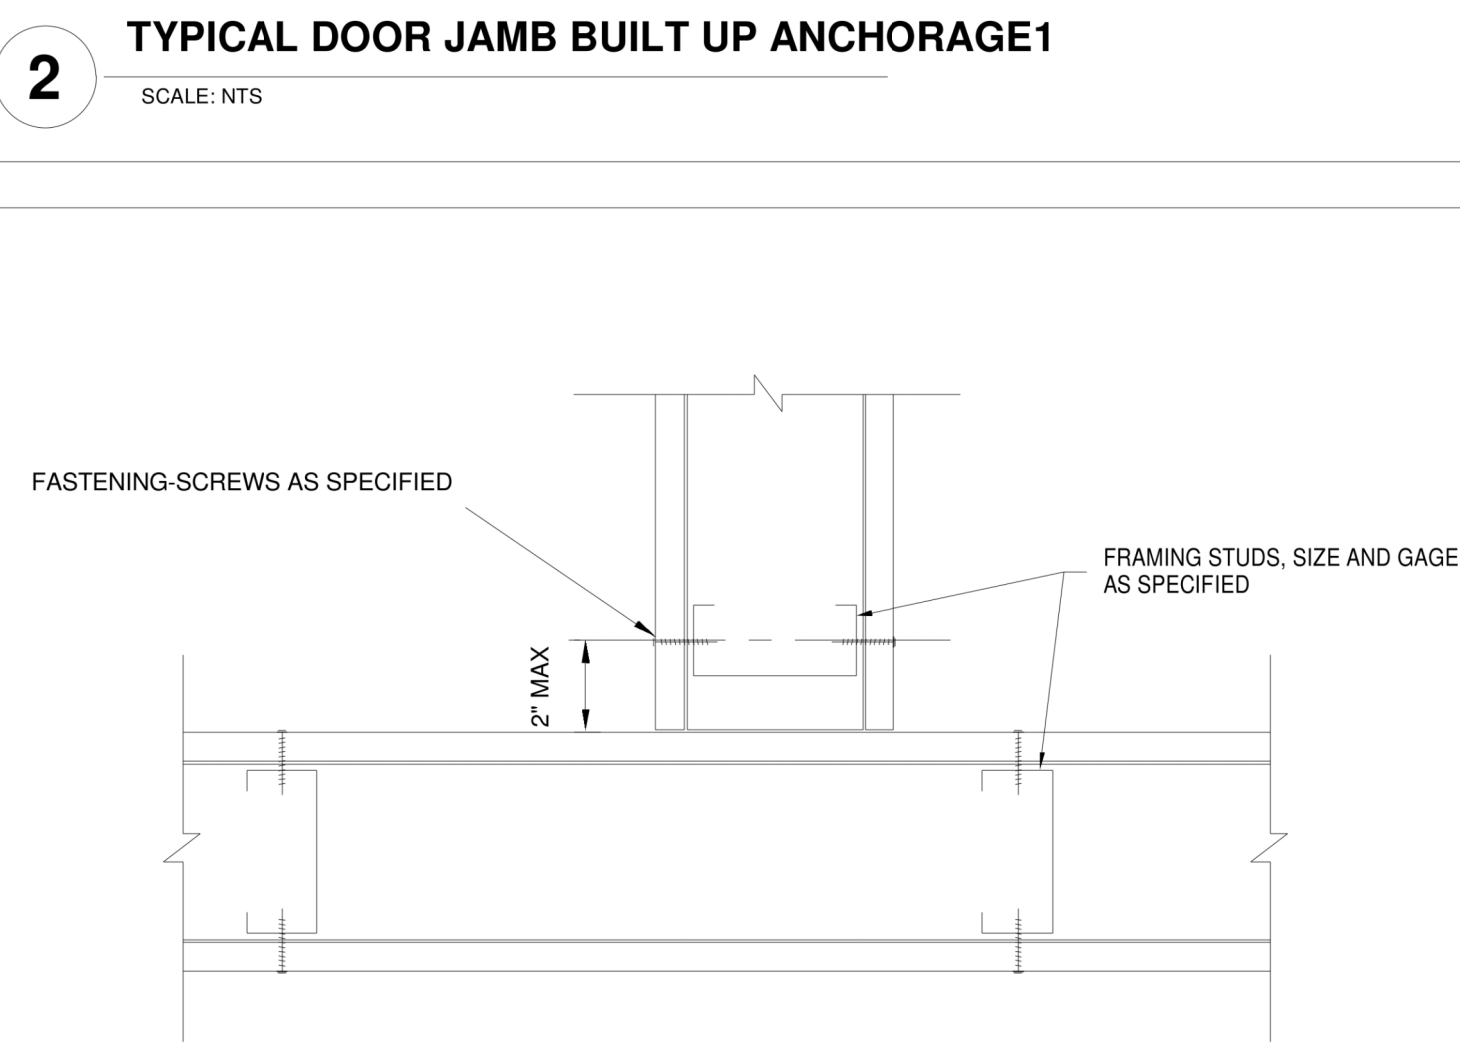 2
TYPICAL DOOR JAMB BUILT UP ANCHORAGE1
SCALE: NTS
FASTENING-SCREWS AS SPECIFIED
FRAMING STUDS, SIZE AND GAGE
AS SPECIFIED
2" MAX